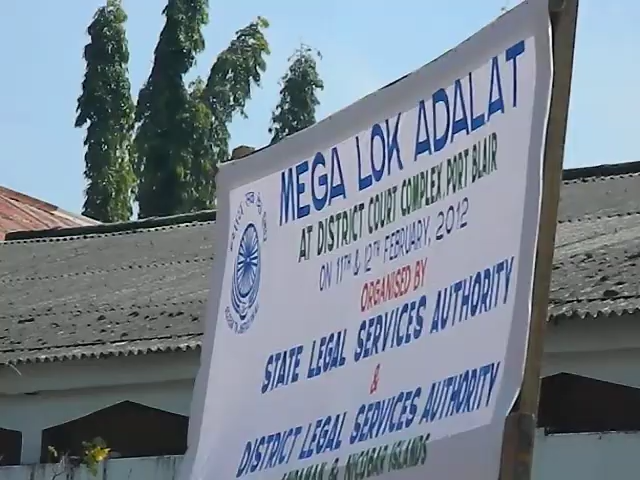 MEGA LOK ADALAT
AT DISTRICT COURT COMPLEX, PORT BLAIR
ON 11TH & 12TH FEBRUARY, 2012
ORGANISED BY
STATE LEGAL SERVICES AUTHORITY
&
DISTRICT LEGAL SERVICES AUTHORITY
ANDAMAN & NICOBAR ISLANDS